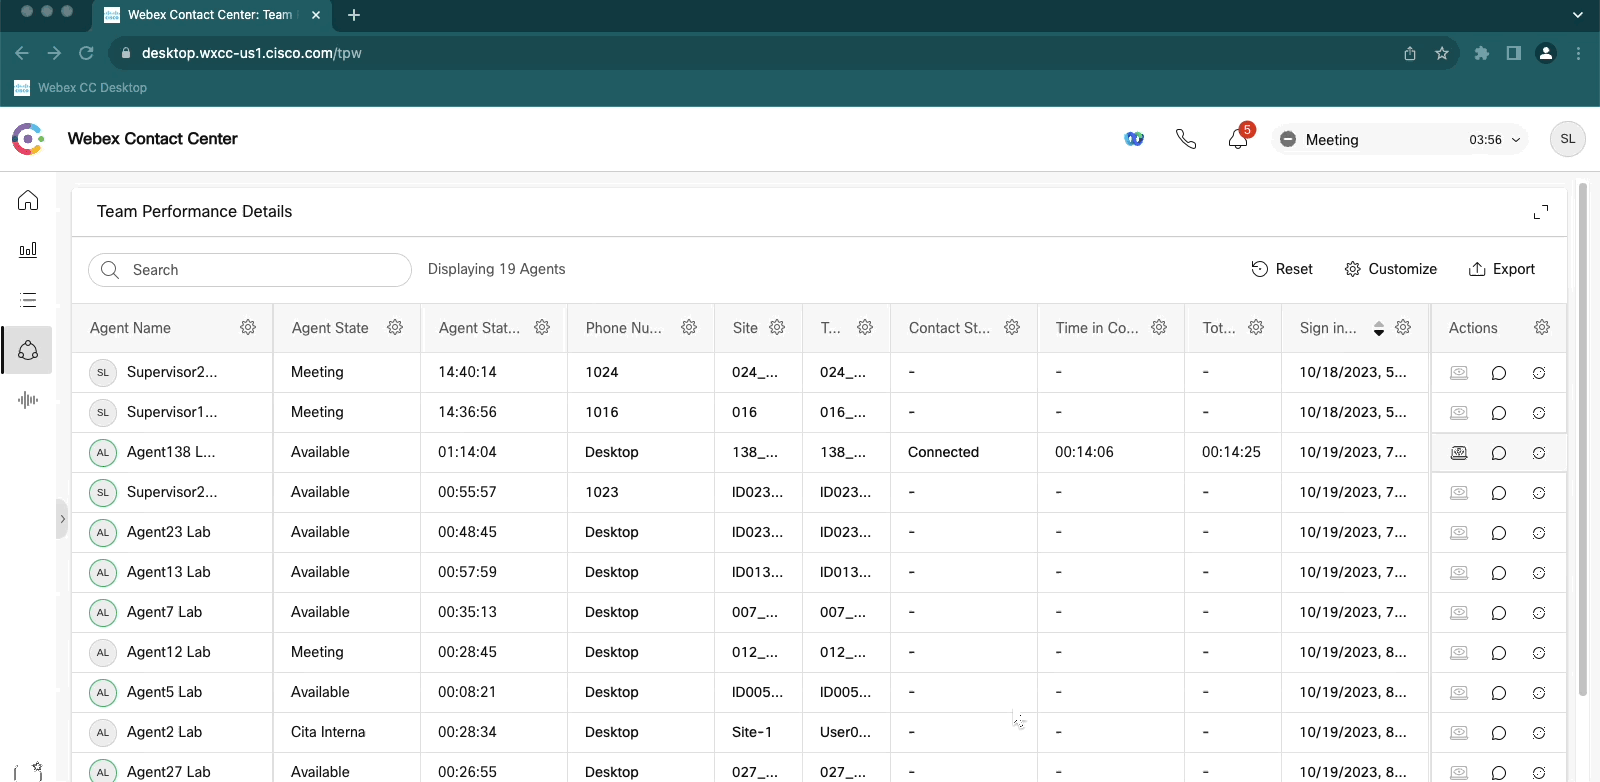 Webex Contact Center: Team
desktop.wxcc-us1.cisco.com/tpw
Webex CC Desktop
Webex Contact Center
5
Meeting 03:56
SL
Team Performance Details
Search
Displaying 19 Agents
Reset Customize Export
Agent Name Agent State Agent Stat... Phone Nu... Site T... Contact St... Time in Co... Tot... Sign in... Actions
SL Supervisor2... Meeting 14:40:14 1024 024_... 024_... - - - 10/18/2023, 5...
SL Supervisor1... Meeting 14:36:56 1016 016 016_... - - - 10/18/2023, 5...
AL Agent138 L... Available 01:14:04 Desktop 138_... 138_... Connected 00:14:06 00:14:25 10/19/2023, 7...
SL Supervisor2... Available 00:55:57 1023 ID023... ID023... - - - 10/19/2023, 7...
AL Agent23 Lab Available 00:48:45 Desktop ID023... ID023... - - - 10/19/2023, 7...
AL Agent13 Lab Available 00:57:59 Desktop ID013... ID013... - - - 10/19/2023, 7...
AL Agent7 Lab Available 00:35:13 Desktop 007_... 007_... - - - 10/19/2023, 7...
AL Agent12 Lab Meeting 00:28:45 Desktop 012_... 012_... - - - 10/19/2023, 8...
AL Agent5 Lab Available 00:08:21 Desktop ID005... ID005... - - - 10/19/2023, 8...
AL Agent2 Lab Cita Interna 00:28:34 Desktop Site-1 User0... - - - 10/19/2023, 8...
AL Agent27 Lab Available 00:26:55 Desktop 027_... 027_... - - - 10/19/2023, 8...